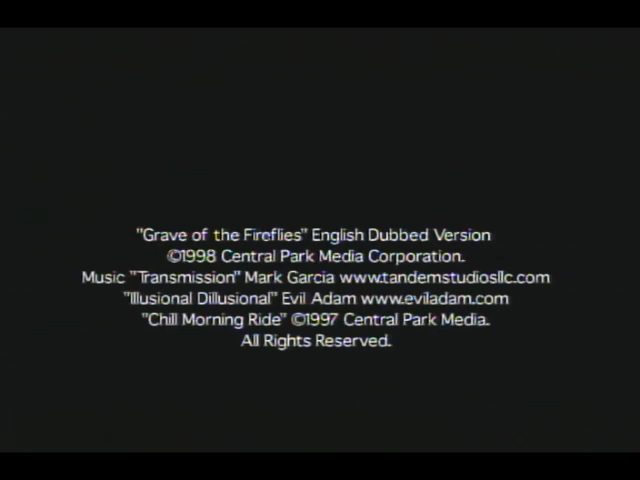 "Grave of the Fireflies" English Dubbed Version
©1998 Central Park Media Corporation.
Music "Transmission" Mark Garcia www.tandemstudiosllc.com
"Illusional Dillusional" Evil Adam www.eviladam.com
"Chill Morning Ride" ©1997 Central Park Media.
All Rights Reserved.